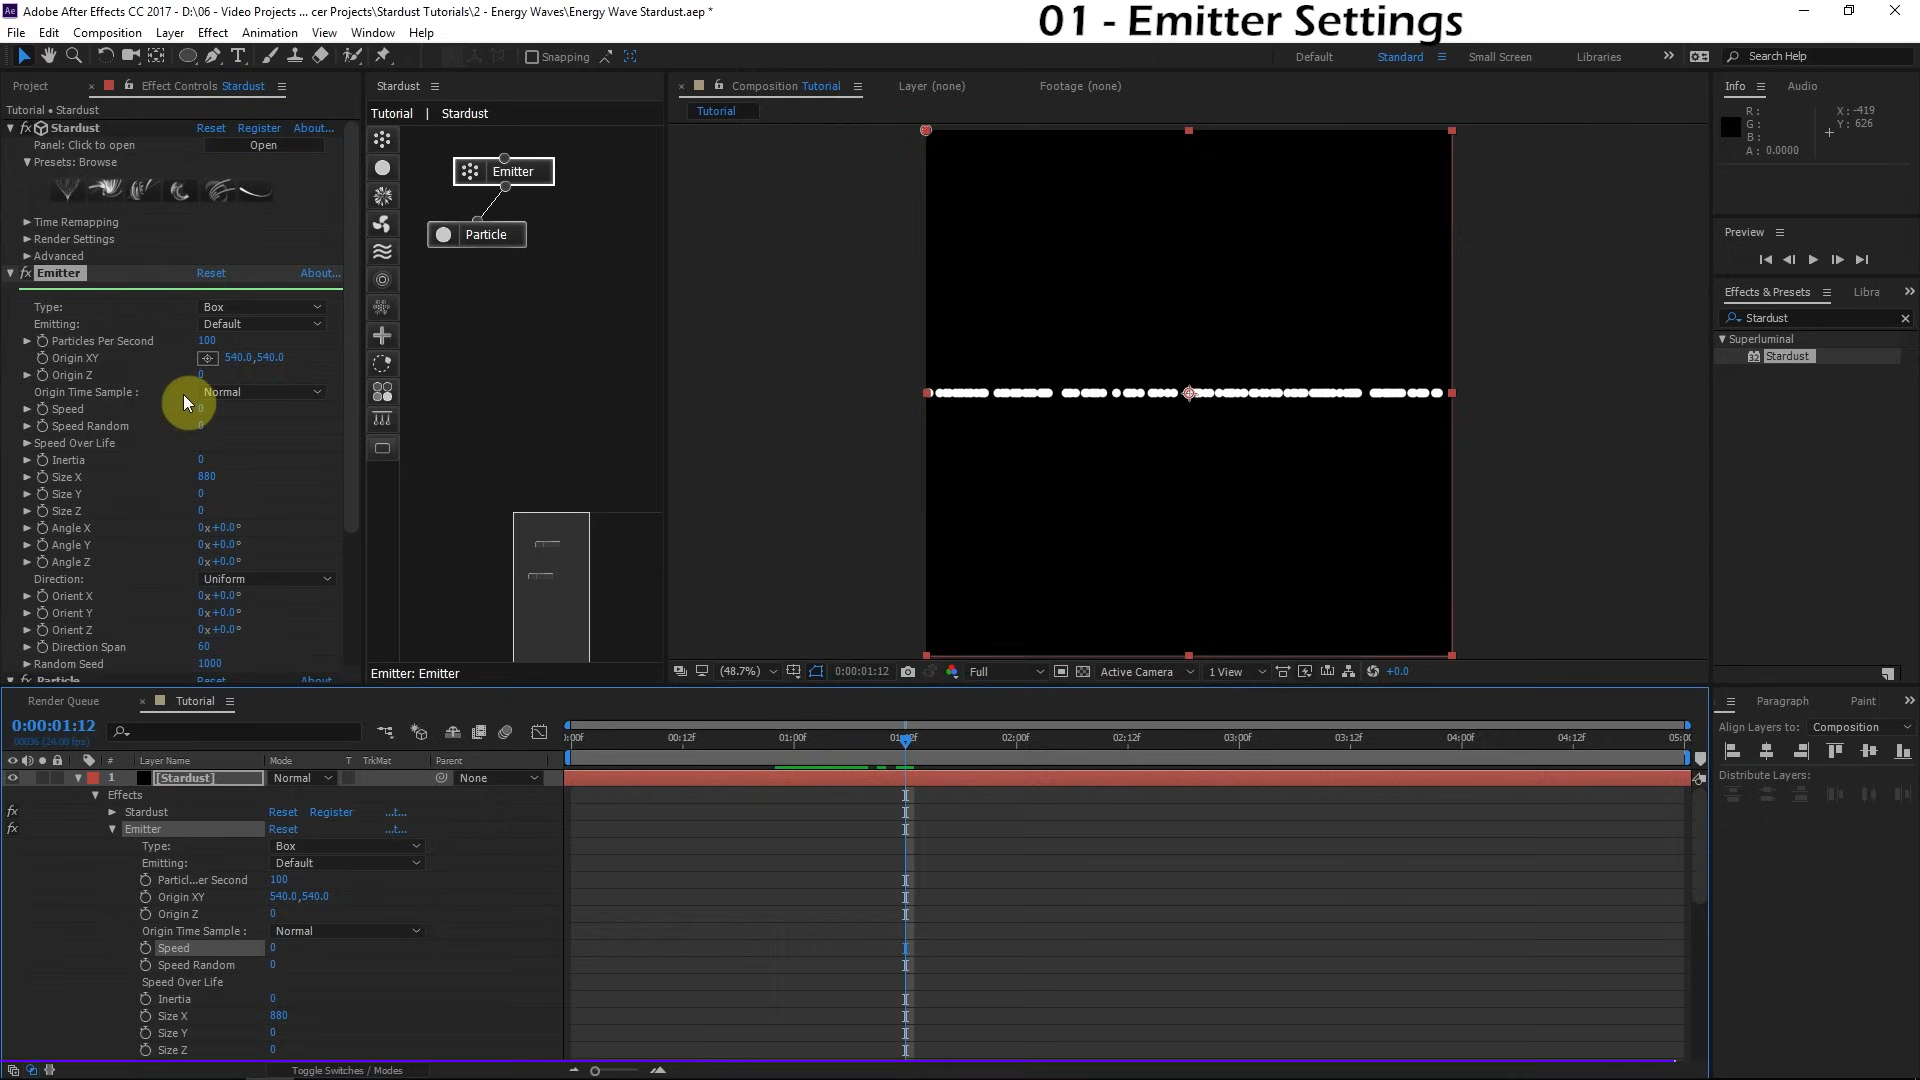 Adobe After Effects CC 2017 - D:\06 - Video Projects ... cer Projects\Stardust Tutorials\2 - Energy Waves\Energy Wave Stardust.aep *
01 - Emitter Settings
File Edit Composition Layer Effect Animation View Window Help
Snapping
Default Standard Small Screen Libraries Search Help
Project Effect Controls Stardust
Tutorial • Stardust
fx Stardust Reset Register About...
Panel: Click to open Open
Presets: Browse
Time Remapping
Render Settings
Advanced
fx Emitter Reset About...
Type: Box
Emitting: Default
Particles Per Second 100
Origin XY 540.0,540.0
Origin Z 0
Origin Time Sample : Normal
Speed 0
Speed Random 0
Speed Over Life
Inertia 0
Size X 880
Size Y 0
Size Z 0
Angle X 0x+0.0°
Angle Y 0x+0.0°
Angle Z 0x+0.0°
Direction: Uniform
Orient X 0x+0.0°
Orient Y 0x+0.0°
Orient Z 0x+0.0°
Direction Span 60
Random Seed 1000
fx Particle Reset About
Stardust
Tutorial | Stardust
Emitter
Particle
Emitter: Emitter
Composition Tutorial Layer (none) Footage (none)
Tutorial
(48.7%) 0:00:01:12 Full Active Camera 1 View +0.0
Info Audio
R: X: -419
G: Y: 626
B:
A: 0.0000
Preview
Effects & Presets Libra
Stardust
Superluminal
32 Stardust
Paragraph Paint
Align Layers to: Composition
Distribute Layers:
Render Queue Tutorial
0:00:01:12
00036 (24.00 fps)
:00f 00:12f 01:00f 01:12f 02:00f 02:12f 03:00f 03:12f 04:00f 04:12f 05:00
# Layer Name Mode T TrkMat Parent
1 [Stardust] Normal None
Effects
fx Stardust Reset Register ...t...
fx Emitter Reset ...t...
Type: Box
Emitting: Default
Particl...er Second 100
Origin XY 540.0,540.0
Origin Z 0
Origin Time Sample : Normal
Speed 0
Speed Random 0
Speed Over Life
Inertia 0
Size X 880
Size Y 0
Size Z 0
Toggle Switches / Modes